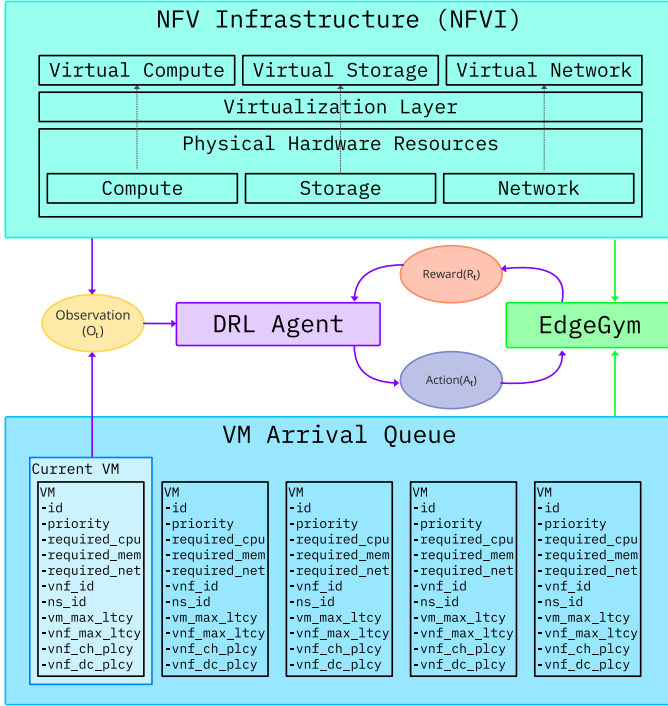 NFV Infrastructure (NFVI)
Virtual Compute
Virtual Storage
Virtual Network
Virtualization Layer
Physical Hardware Resources
Compute
Storage
Network
Reward(Rt)
Observation
(Ot)
DRL Agent
EdgeGym
Action(At)
VM Arrival Queue
Current VM
VM
-id
-priority
-required_cpu
-required_mem
-required_net
-vnf_id
-ns_id
-vm_max_ltcy
-vnf_max_ltcy
-vnf_ch_plcy
-vnf_dc_plcy
VM
-id
-priority
-required_cpu
-required_mem
-required_net
-vnf_id
-ns_id
-vm_max_ltcy
-vnf_max_ltcy
-vnf_ch_plcy
-vnf_dc_plcy
VM
-id
-priority
-required_cpu
-required_mem
-required_net
-vnf_id
-ns_id
-vm_max_ltcy
-vnf_max_ltcy
-vnf_ch_plcy
-vnf_dc_plcy
VM
-id
-priority
-required_cpu
-required_mem
-required_net
-vnf_id
-ns_id
-vm_max_ltcy
-vnf_max_ltcy
-vnf_ch_plcy
-vnf_dc_plcy
VM
-id
-priority
-required_cpu
-required_mem
-required_net
-vnf_id
-ns_id
-vm_max_ltcy
-vnf_max_ltcy
-vnf_ch_plcy
-vnf_dc_plcy